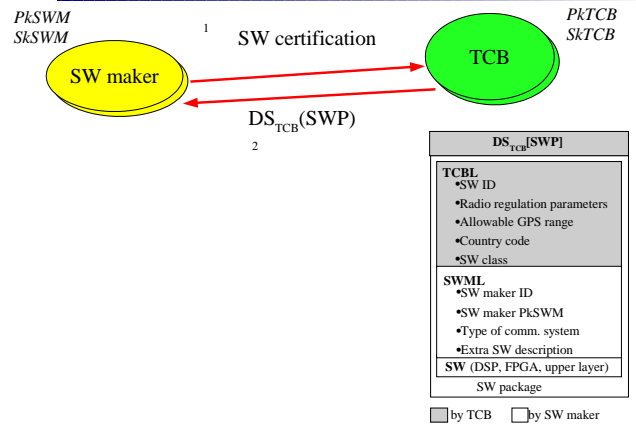 PkSWM
SkSWM
PkTCB
SkTCB
1
SW certification
SW maker
TCB
DS_TCB(SWP)
2
DS_TCB[SWP]
TCBL
•SW ID
•Radio regulation parameters
•Allowable GPS range
•Country code
•SW class
SWML
•SW maker ID
•SW maker PkSWM
•Type of comm. system
•Extra SW description
SW (DSP, FPGA, upper layer)
SW package
by TCB
by SW maker